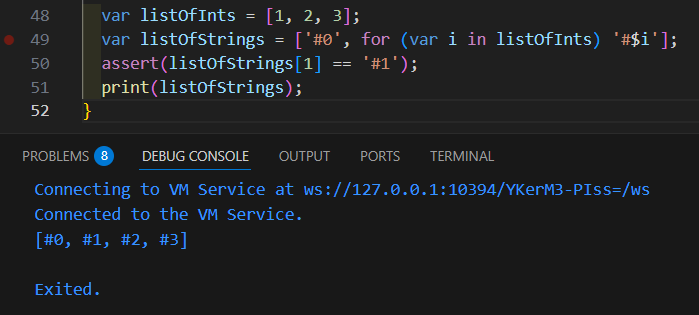 48 var listOfInts = [1, 2, 3];
49 var listOfStrings = ['#0', for (var i in listOfInts) '#$i'];
50 assert(listOfStrings[1] == '#1');
51 print(listOfStrings);
52 }
PROBLEMS 8 DEBUG CONSOLE OUTPUT PORTS TERMINAL
Connecting to VM Service at ws://127.0.0.1:10394/YKerM3-PIss=/ws
Connected to the VM Service.
[#0, #1, #2, #3]
Exited.